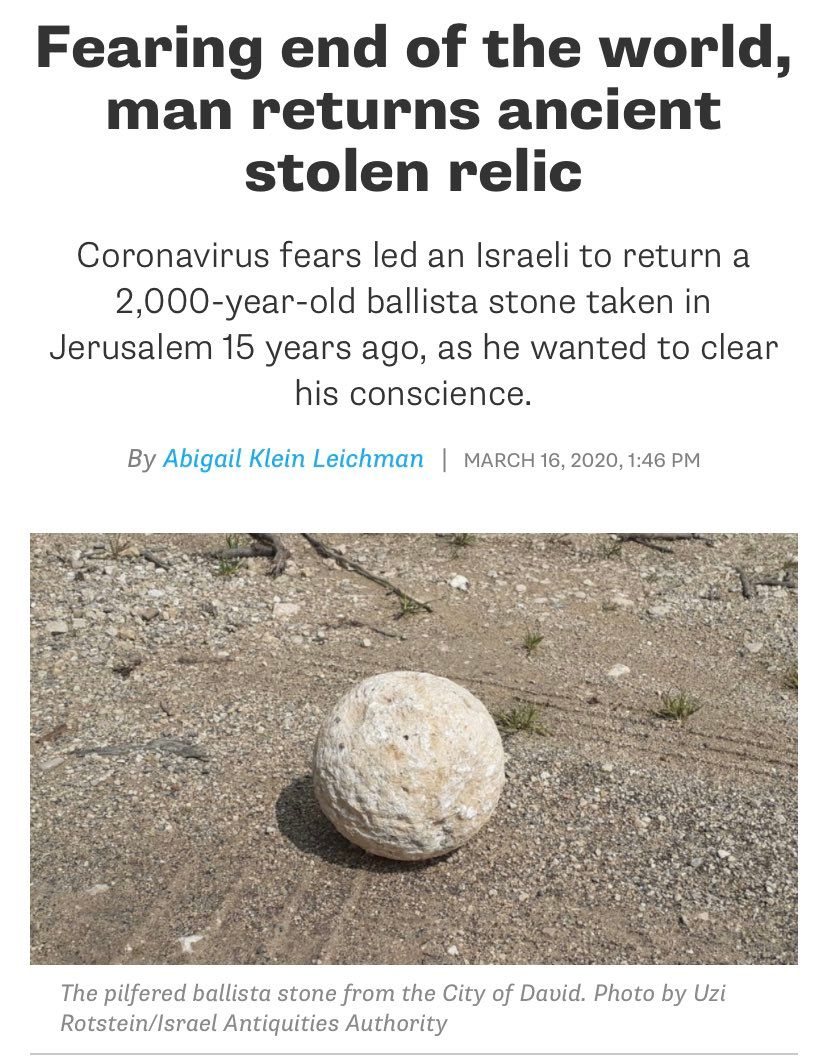 Fearing end of the world,
man returns ancient
stolen relic
Coronavirus fears led an Israeli to return a
2,000-year-old ballista stone taken in
Jerusalem 15 years ago, as he wanted to clear
his conscience.
By Abigail Klein Leichman | MARCH 16, 2020, 1:46 PM
The pilfered ballista stone from the City of David. Photo by Uzi
Rotstein/Israel Antiquities Authority